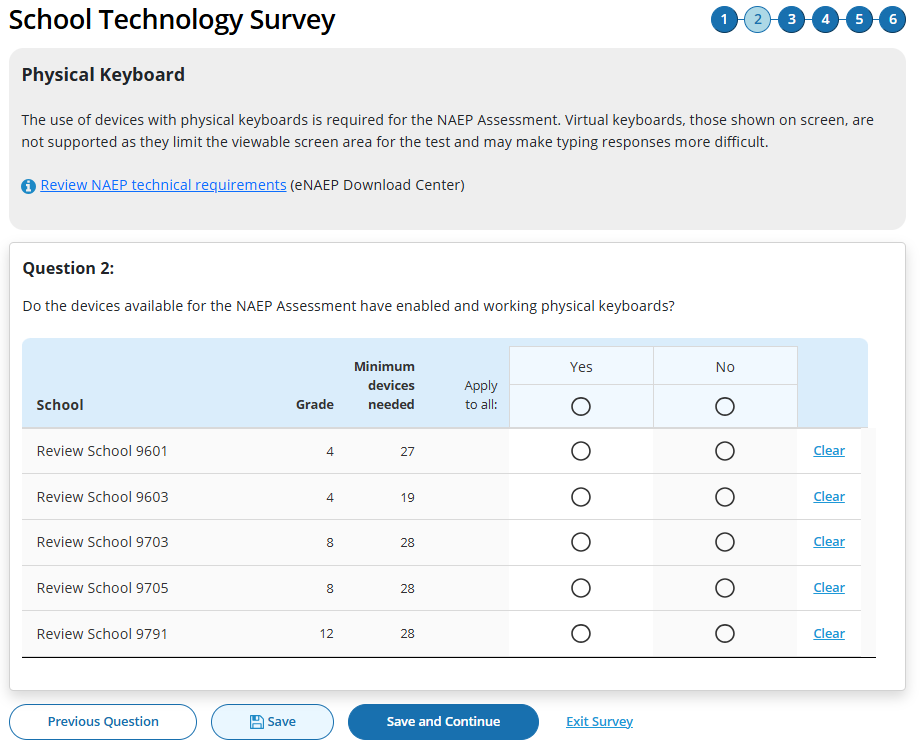 School Technology Survey
1 2 3 4 5 6
Physical Keyboard
The use of devices with physical keyboards is required for the NAEP Assessment. Virtual keyboards, those shown on screen, are
not supported as they limit the viewable screen area for the test and may make typing responses more difficult.
Review NAEP technical requirements (eNAEP Download Center)
Question 2:
Do the devices available for the NAEP Assessment have enabled and working physical keyboards?
School Grade Minimum devices needed Apply to all: Yes No
Review School 9601 4 27 Clear
Review School 9603 4 19 Clear
Review School 9703 8 28 Clear
Review School 9705 8 28 Clear
Review School 9791 12 28 Clear
Previous Question Save Save and Continue Exit Survey